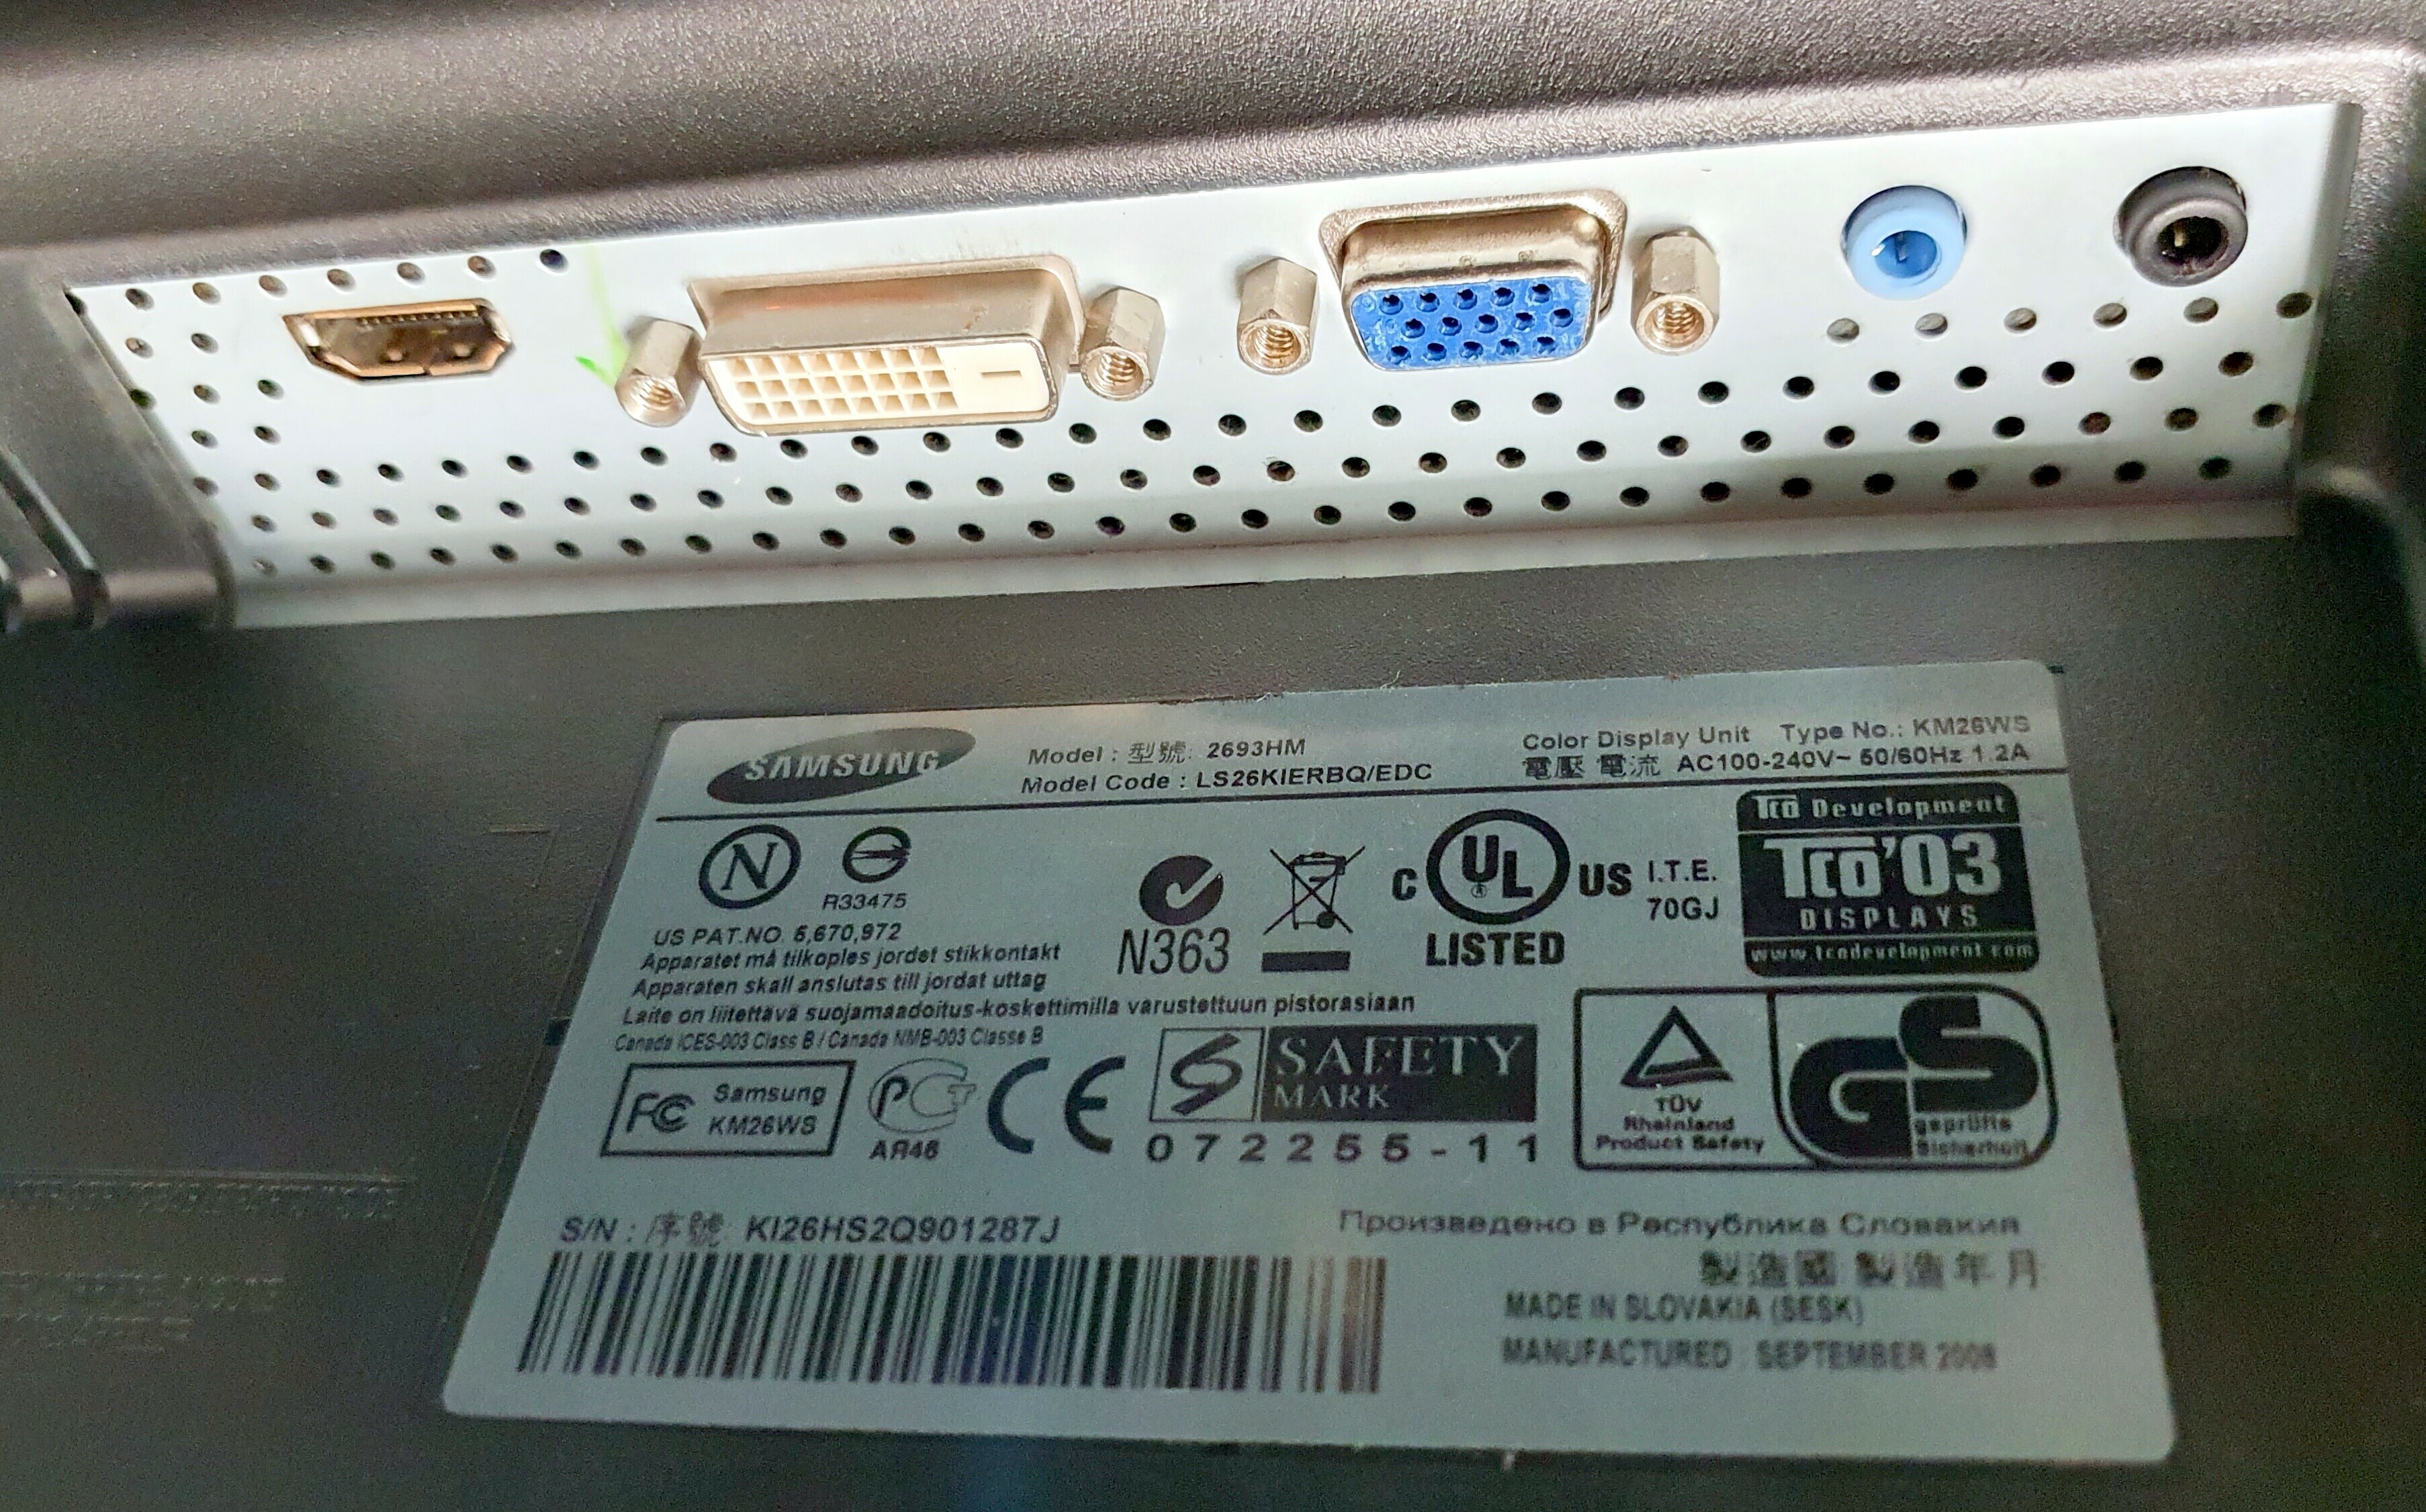 SAMSUNG
Model : 型號: 2693HM
Model Code : LS26KIERBQ/EDC
Color Display Unit Type No.: KM26WS
電壓 電流 AC100-240V~ 50/60Hz 1.2A
N
R33475
US PAT.NO. 5,670,972
Apparatet må tilkoples jordet stikkontakt
Apparaten skall anslutas till jordat uttag
Laite on liitettävä suojamaadoitus-koskettimilla varustettuun pistorasiaan
Canada ICES-003 Class B / Canada NMB-003 Classe B
N363
C UL US
®
LISTED
I.T.E.
70GJ
TCO Development
TCO'03
DISPLAYS
www.tcodevelopment.com
FC Samsung
KM26WS
PCT
АЯ46
CE
S SAFETY
MARK
072255-11
TÜV
Rheinland
Product Safety
GS
geprüfte
Sicherheit
S/N : 序號: KI26HS2Q901287J
Произведено в Республика Словакия
製造國 製造年月
MADE IN SLOVAKIA (SESK)
MANUFACTURED : SEPTEMBER 2008